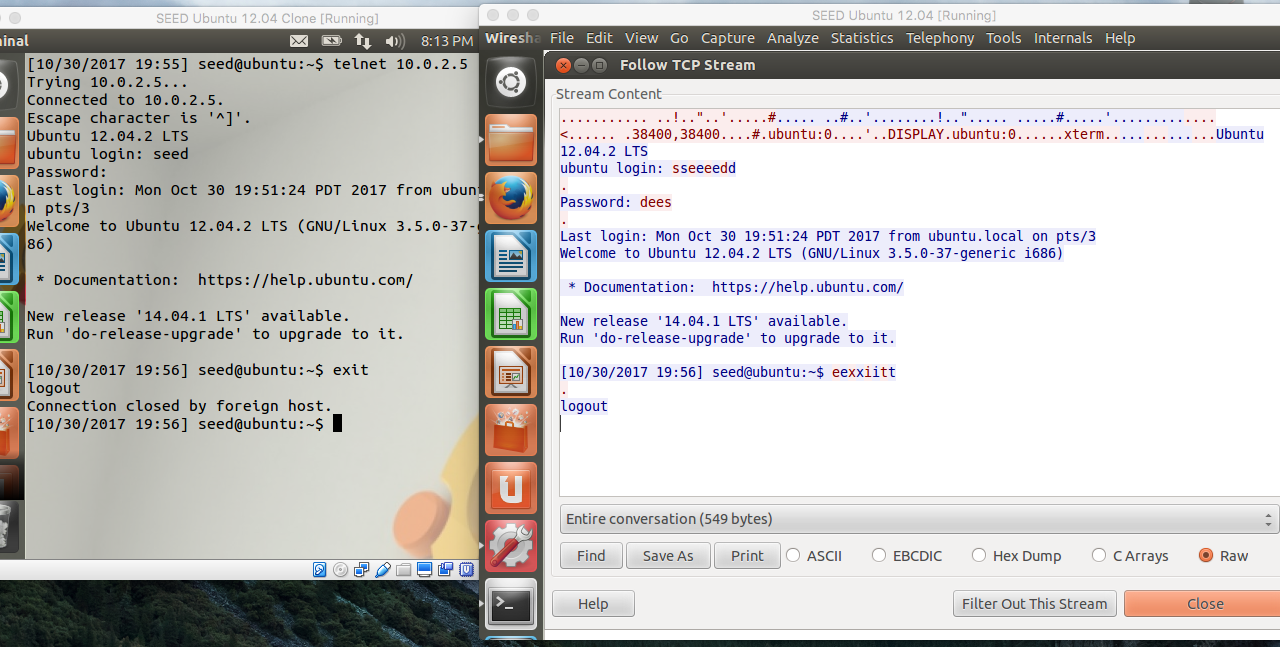 SEED Ubuntu 12.04 Clone [Running]
inal
8:13 PM
[10/30/2017 19:55] seed@ubuntu:~$ telnet 10.0.2.5
Trying 10.0.2.5...
Connected to 10.0.2.5.
Escape character is '^]'.
Ubuntu 12.04.2 LTS
ubuntu login: seed
Password:
Last login: Mon Oct 30 19:51:24 PDT 2017 from ubun
n pts/3
Welcome to Ubuntu 12.04.2 LTS (GNU/Linux 3.5.0-37-
86)
* Documentation:  https://help.ubuntu.com/
New release '14.04.1 LTS' available.
Run 'do-release-upgrade' to upgrade to it.
[10/30/2017 19:56] seed@ubuntu:~$ exit
logout
Connection closed by foreign host.
[10/30/2017 19:56] seed@ubuntu:~$
SEED Ubuntu 12.04 [Running]
Wiresha File Edit View Go Capture Analyze Statistics Telephony Tools Internals Help
Follow TCP Stream
Stream Content
........... ..!.."..'.....#..... ..#..'........!.."..... .....#.....'.............
<...... .38400,38400....#.ubuntu:0....'..DISPLAY.ubuntu:0......xterm..............Ubuntu
12.04.2 LTS
ubuntu login: sseeeedd
.
Password: dees
.
Last login: Mon Oct 30 19:51:24 PDT 2017 from ubuntu.local on pts/3
Welcome to Ubuntu 12.04.2 LTS (GNU/Linux 3.5.0-37-generic i686)
* Documentation:  https://help.ubuntu.com/
New release '14.04.1 LTS' available.
Run 'do-release-upgrade' to upgrade to it.
[10/30/2017 19:56] seed@ubuntu:~$ eexxiitt
.
logout
Entire conversation (549 bytes)
Find Save As Print ASCII EBCDIC Hex Dump C Arrays Raw
Help Filter Out This Stream Close